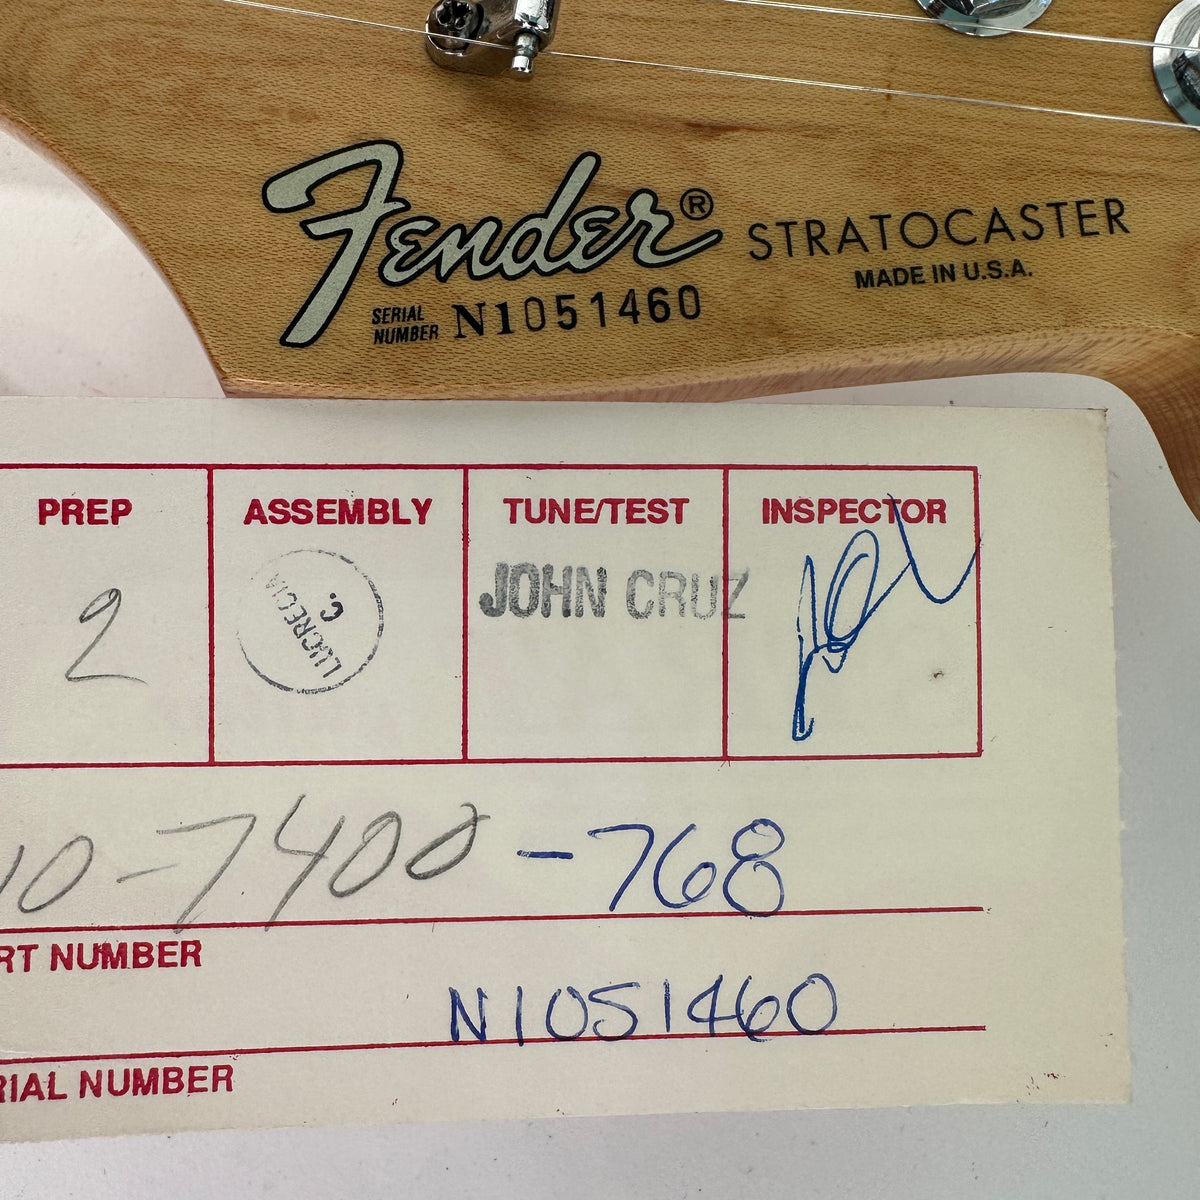 Fender® STRATOCASTER
MADE IN U.S.A.
SERIAL
NUMBER N1051460
PREP ASSEMBLY TUNE/TEST INSPECTOR
2 LUCRECIA C. JOHN CRUZ
10-7400-768
RT NUMBER
N1051460
RIAL NUMBER